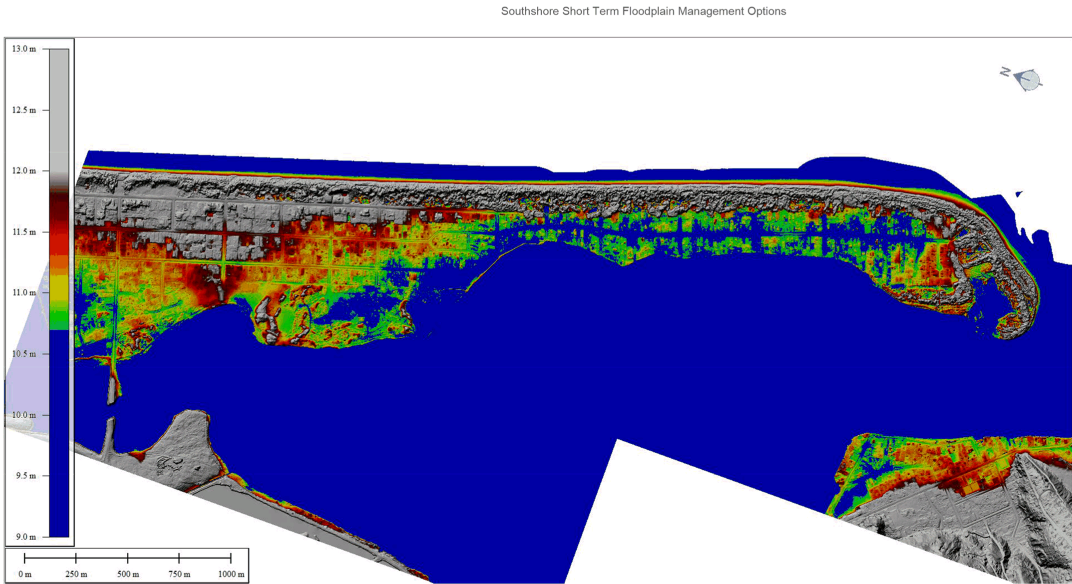 Southshore Short Term Floodplain Management Options
13.0 m
12.5 m
12.0 m
11.5 m
11.0 m
10.5 m
10.0 m
9.5 m
9.0 m
N
0 m 250 m 500 m 750 m 1000 m